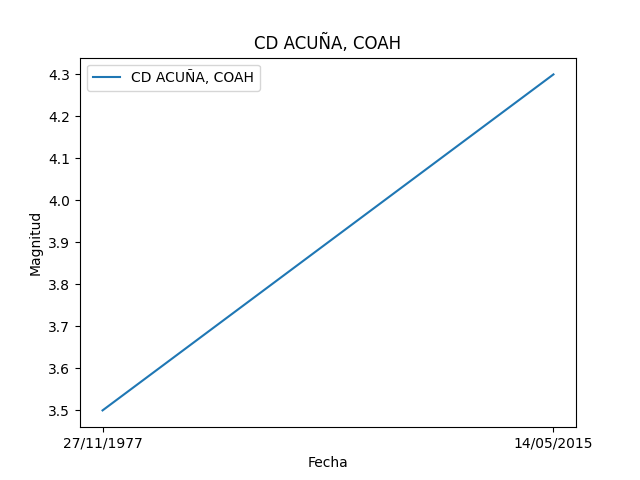 CD ACUÑA, COAH
CD ACUÑA, COAH
4.3
4.2
4.1
4.0
3.9
3.8
3.7
3.6
3.5
Magnitud
27/11/1977
14/05/2015
Fecha